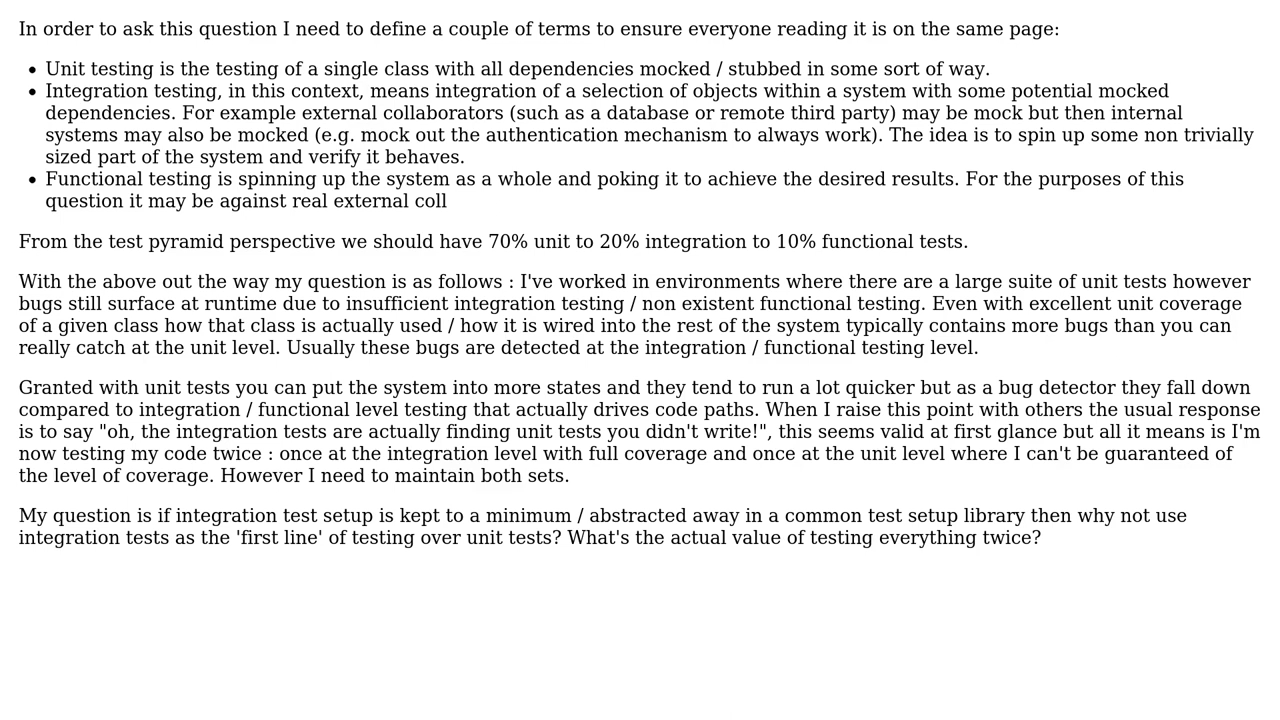 In order to ask this question I need to define a couple of terms to ensure everyone reading it is on the same page:
• Unit testing is the testing of a single class with all dependencies mocked / stubbed in some sort of way.
• Integration testing, in this context, means integration of a selection of objects within a system with some potential mocked
dependencies. For example external collaborators (such as a database or remote third party) may be mock but then internal
systems may also be mocked (e.g. mock out the authentication mechanism to always work). The idea is to spin up some non trivially
sized part of the system and verify it behaves.
• Functional testing is spinning up the system as a whole and poking it to achieve the desired results. For the purposes of this
question it may be against real external coll
From the test pyramid perspective we should have 70% unit to 20% integration to 10% functional tests.
With the above out the way my question is as follows : I've worked in environments where there are a large suite of unit tests however
bugs still surface at runtime due to insufficient integration testing / non existent functional testing. Even with excellent unit coverage
of a given class how that class is actually used / how it is wired into the rest of the system typically contains more bugs than you can
really catch at the unit level. Usually these bugs are detected at the integration / functional testing level.
Granted with unit tests you can put the system into more states and they tend to run a lot quicker but as a bug detector they fall down
compared to integration / functional level testing that actually drives code paths. When I raise this point with others the usual response
is to say "oh, the integration tests are actually finding unit tests you didn't write!", this seems valid at first glance but all it means is I'm
now testing my code twice : once at the integration level with full coverage and once at the unit level where I can't be guaranteed of
the level of coverage. However I need to maintain both sets.
My question is if integration test setup is kept to a minimum / abstracted away in a common test setup library then why not use
integration tests as the 'first line' of testing over unit tests? What's the actual value of testing everything twice?